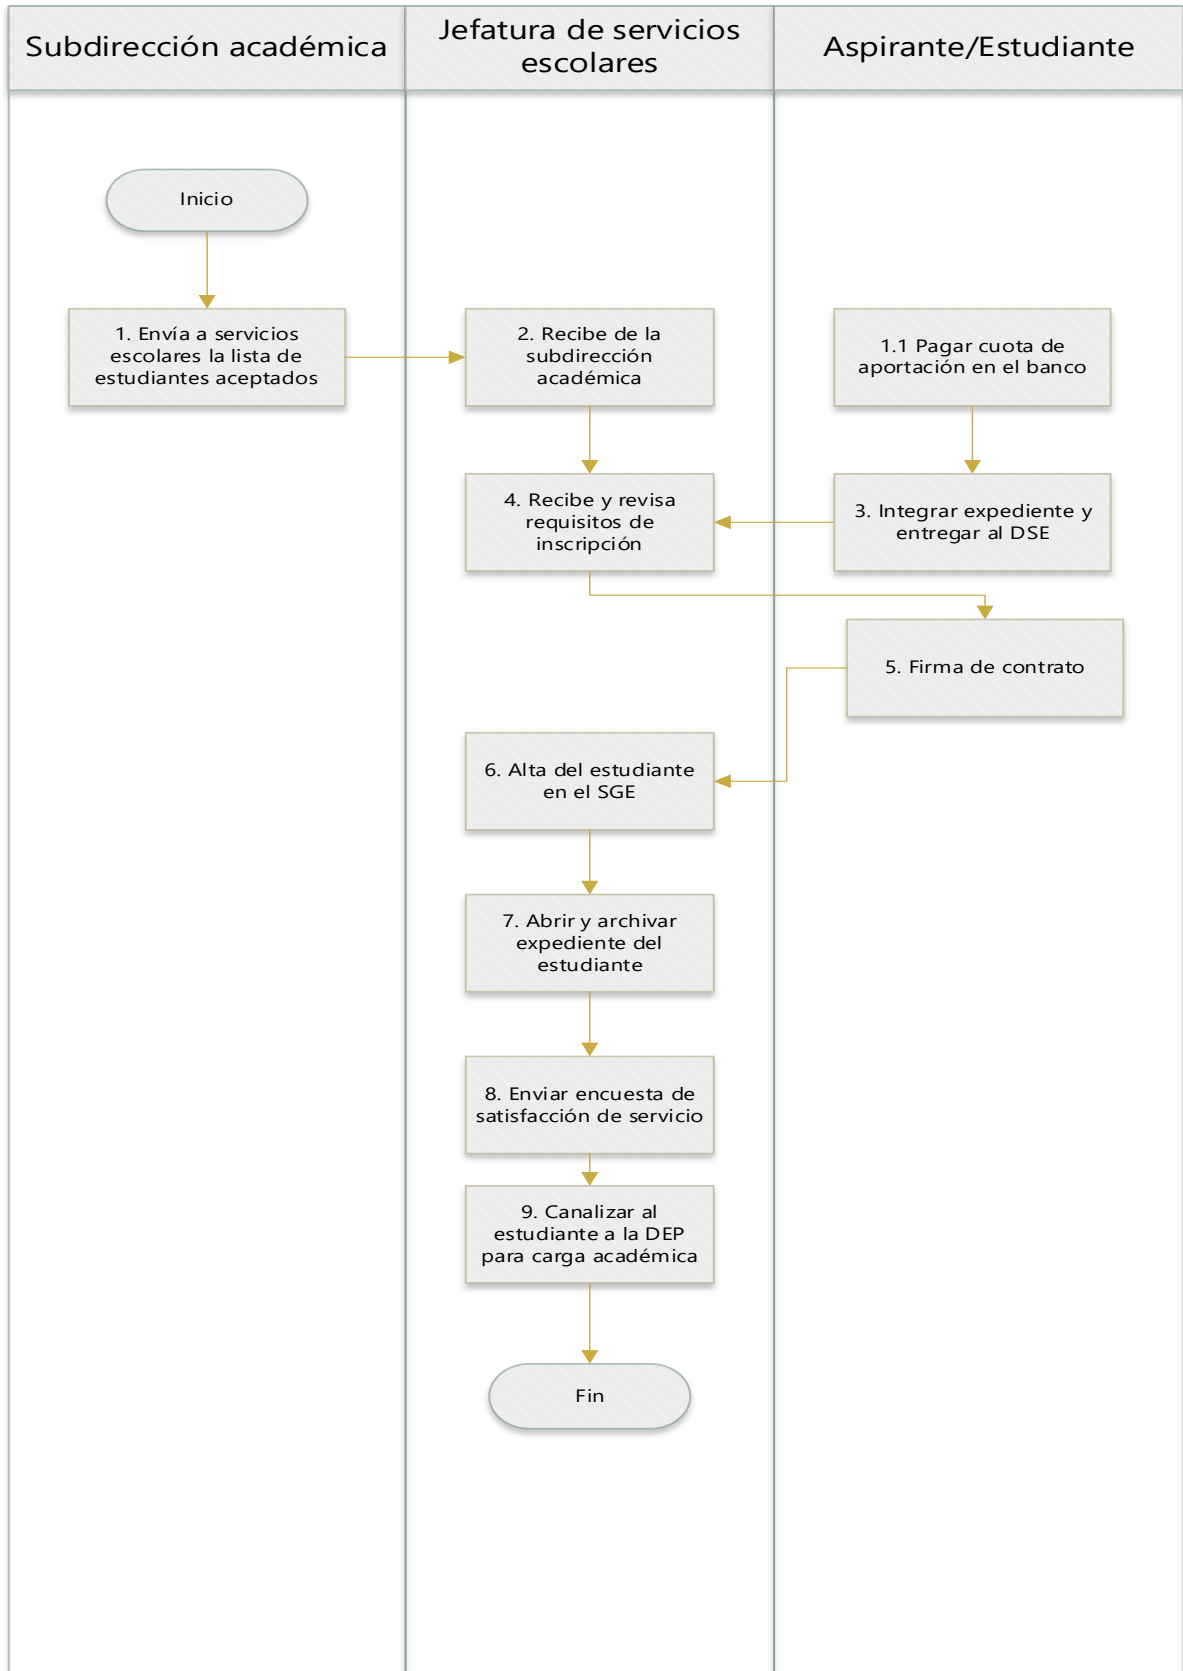 Subdirección académica
Jefatura de servicios
escolares
Aspirante/Estudiante
Inicio
1. Envía a servicios
escolares la lista de
estudiantes aceptados
2. Recibe de la
subdirección
académica
1.1 Pagar cuota de
aportación en el banco
4. Recibe y revisa
requisitos de
inscripción
3. Integrar expediente y
entregar al DSE
5. Firma de contrato
6. Alta del estudiante
en el SGE
7. Abrir y archivar
expediente del
estudiante
8. Enviar encuesta de
satisfacción de servicio
9. Canalizar al
estudiante a la DEP
para carga académica
Fin